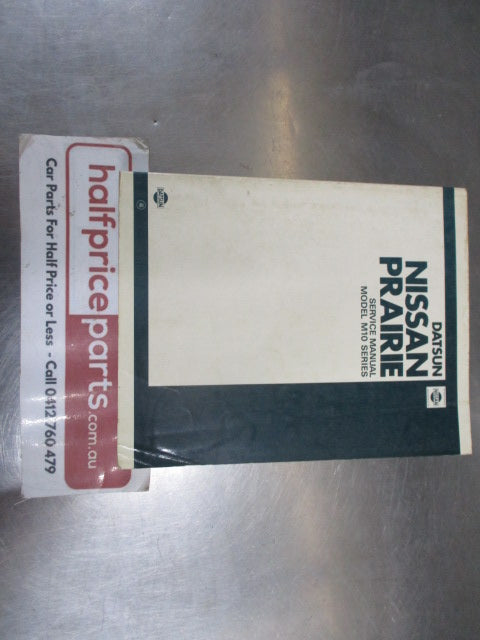 DATSUN
NISSAN
PRAIRIE
SERVICE MANUAL
MODEL M10 SERIES
halfpriceparts.com.au
Car Parts For Half Price or Less - Call 0412 760 479